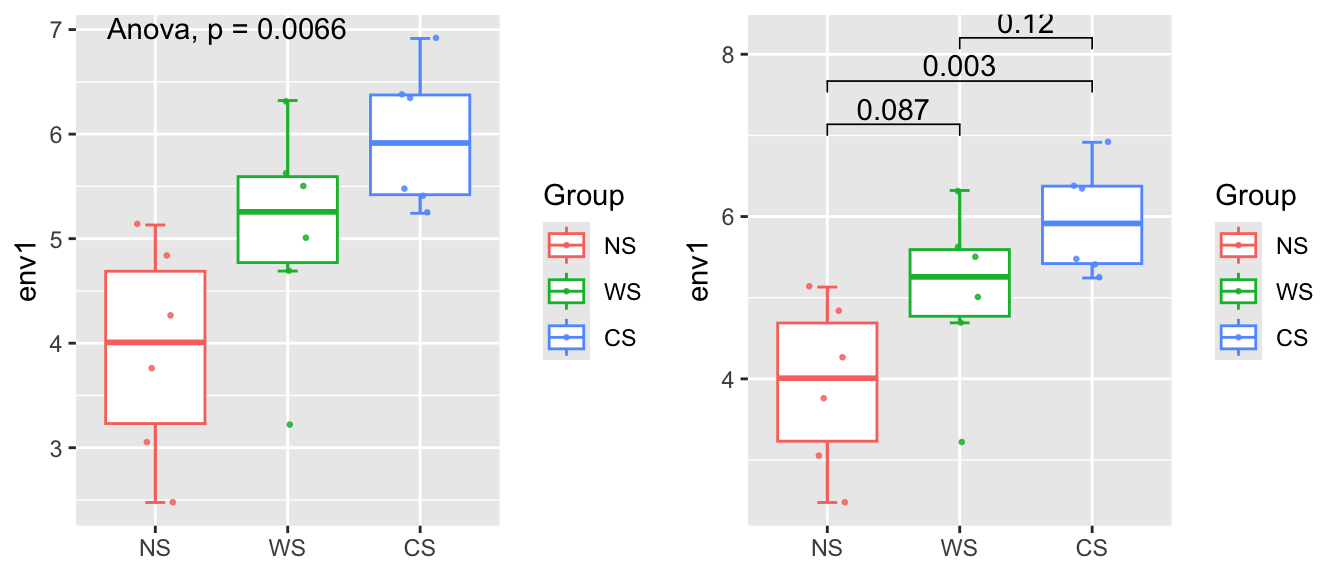 Anova, p = 0.0066
7
6
5
4
3
env1
NS
WS
CS
Group
NS
WS
CS
0.12
0.003
0.087
8
6
4
env1
NS
WS
CS
Group
NS
WS
CS